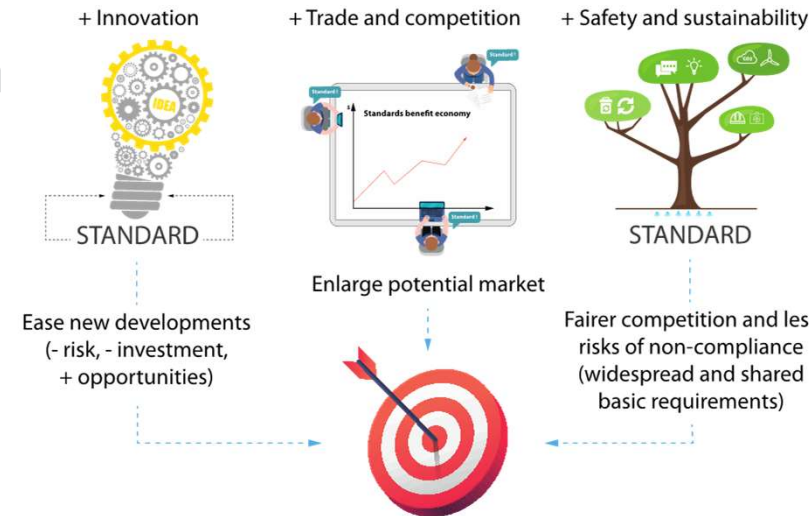 + Innovation
+ Trade and competition
+ Safety and sustainability
IDEA
Standard !
Standard !
Standards benefit economy
$
Standard !
STANDARD
STANDARD
Enlarge potential market
Ease new developments
(- risk, - investment,
+ opportunities)
Fairer competition and les
risks of non-compliance
(widespread and shared
basic requirements)